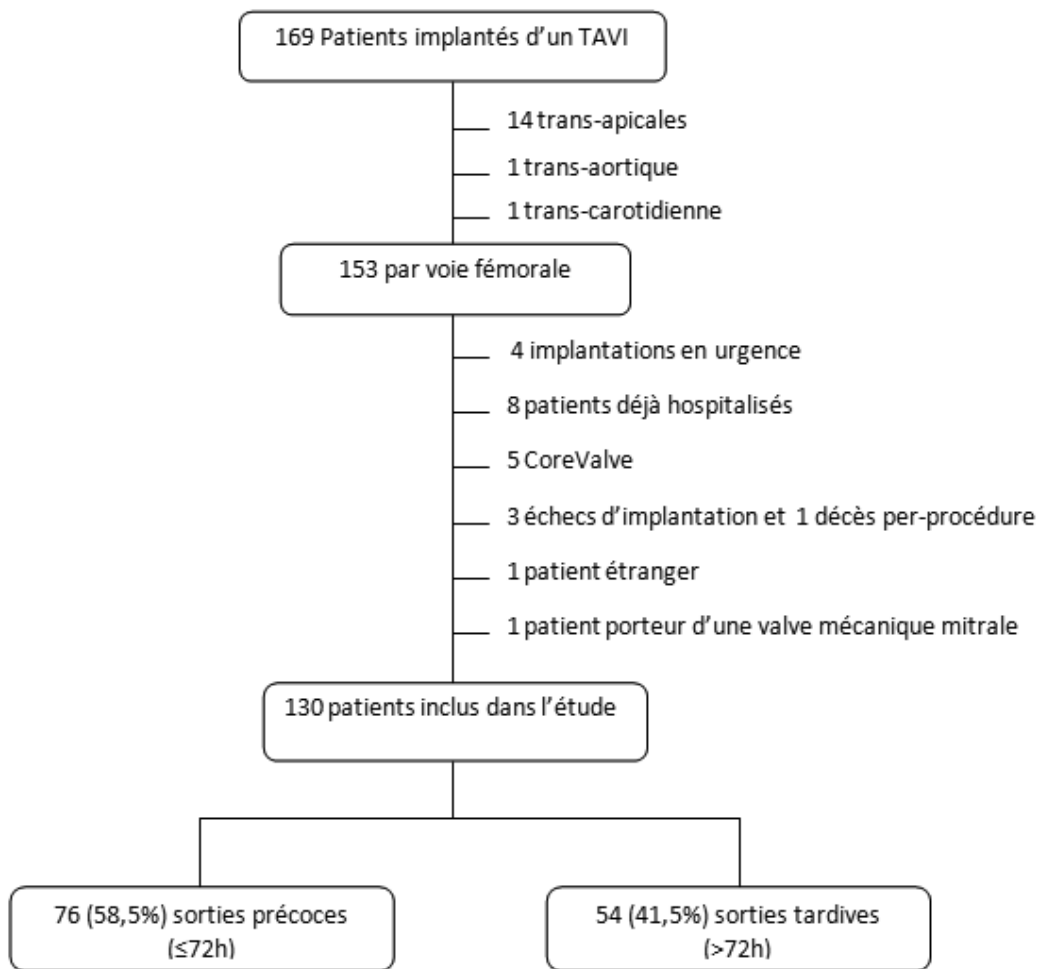 169 Patients implantés d’un TAVI
14 trans-apicales
1 trans-aortique
1 trans-carotidienne
153 par voie fémorale
4 implantations en urgence
8 patients déjà hospitalisés
5 CoreValve
3 échecs d’implantation et 1 décès per-procédure
1 patient étranger
1 patient porteur d’une valve mécanique mitrale
130 patients inclus dans l’étude
76 (58,5%) sorties précoces
(≤72h)
54 (41,5%) sorties tardives
(>72h)